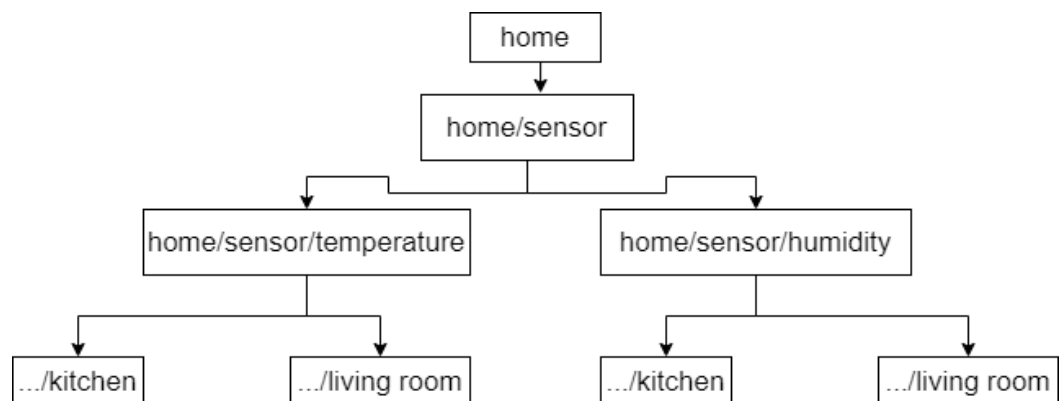 home
home/sensor
home/sensor/temperature
home/sensor/humidity
.../kitchen
.../living room
.../kitchen
.../living room